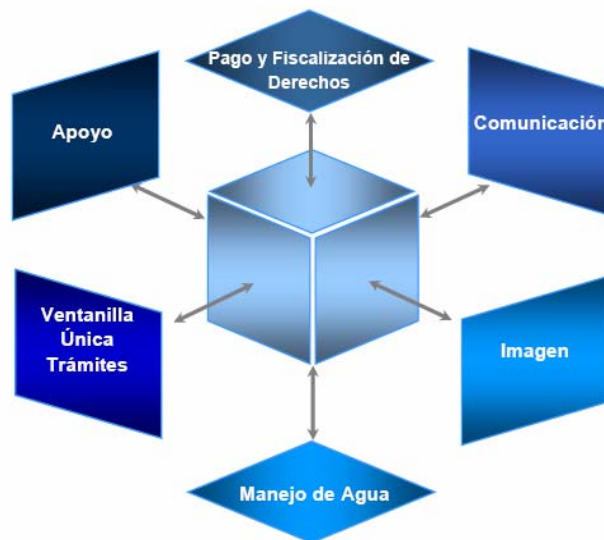 Pago y Fiscalización de
Derechos
Apoyo
Comunicación
Ventanilla
Única
Trámites
Imagen
Manejo de Agua